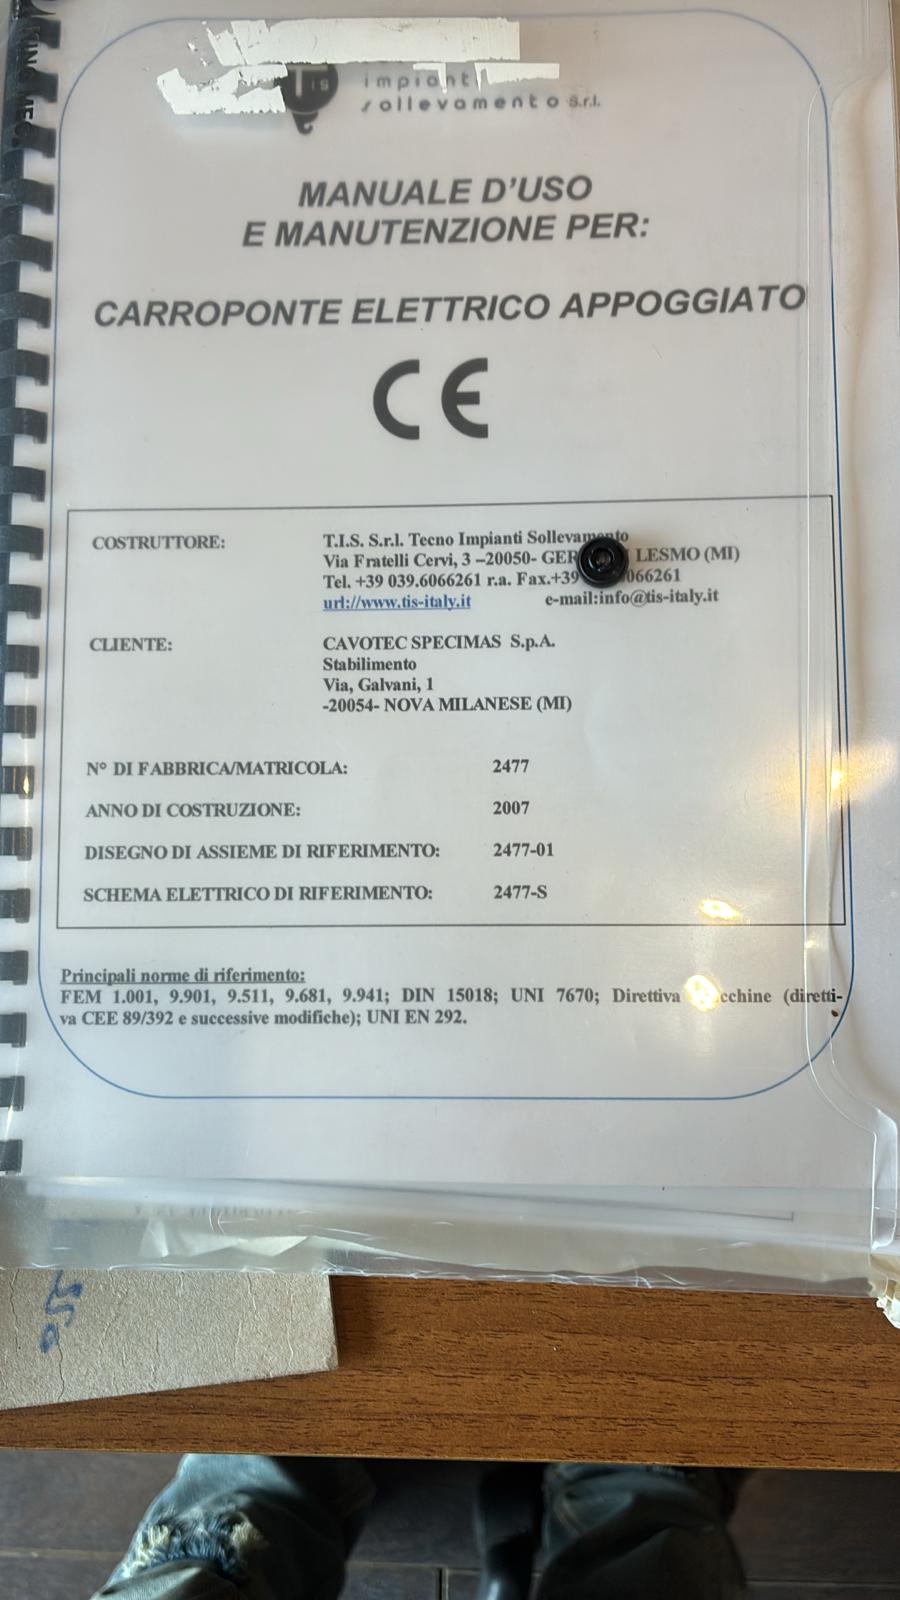 Tis
impiant
sollevamento s.r.l.
MANUALE D'USO
E MANUTENZIONE PER:
CARROPONTE ELETTRICO APPOGGIATO
CE
COSTRUTTORE:
T.I.S. S.r.l. Tecno Impianti Sollevamento
Via Fratelli Cervi, 3 –20050- GER LESMO (MI)
Tel. +39 039.6066261 r.a. Fax.+39 066261
url://www.tis-italy.it e-mail:info@tis-italy.it
CLIENTE:
CAVOTEC SPECIMAS S.p.A.
Stabilimento
Via, Galvani, 1
-20054- NOVA MILANESE (MI)
N° DI FABBRICA/MATRICOLA: 2477
ANNO DI COSTRUZIONE: 2007
DISEGNO DI ASSIEME DI RIFERIMENTO: 2477-01
SCHEMA ELETTRICO DI RIFERIMENTO: 2477-S
Principali norme di riferimento:
FEM 1.001, 9.901, 9.511, 9.681, 9.941; DIN 15018; UNI 7670; Direttiva cchine (diretti-
va CEE 89/392 e successive modifiche); UNI EN 292.